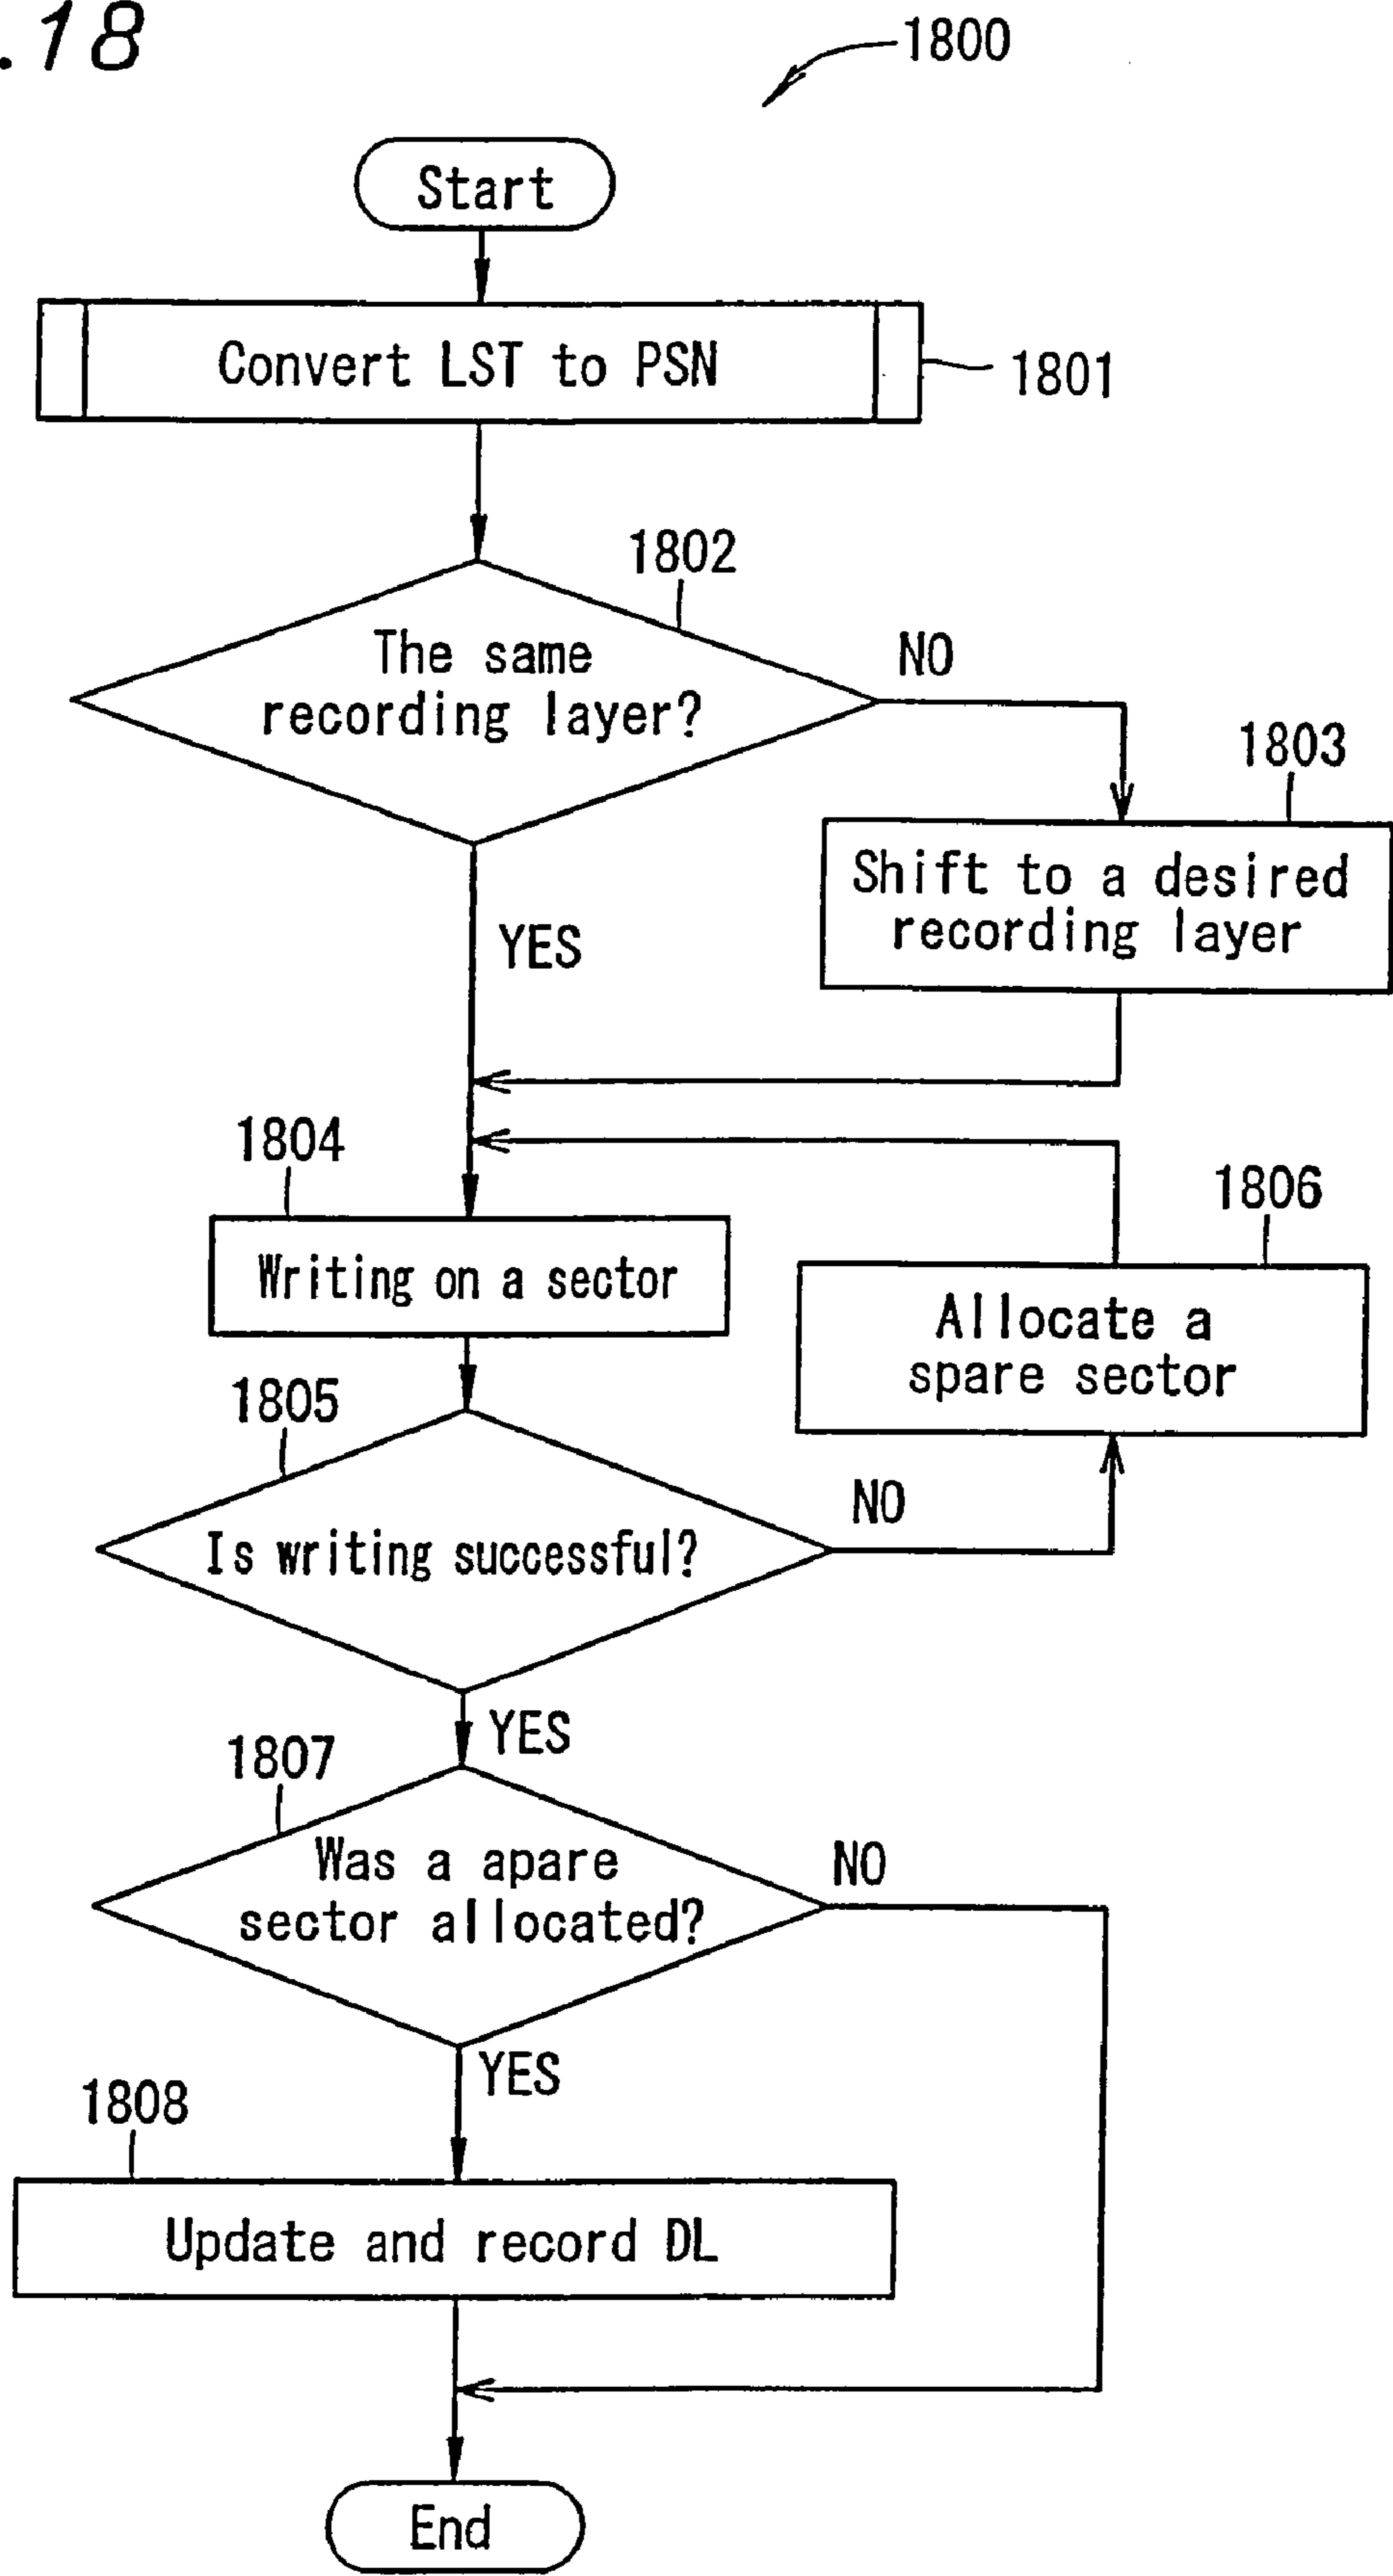 .18
1800
Start
Convert LST to PSN
1801
1802
The same
recording layer?
NO
1803
Shift to a desired
recording layer
YES
1804
Writing on a sector
1806
Allocate a
spare sector
1805
Is writing successful?
NO
YES
1807
Was a apare
sector allocated?
NO
YES
1808
Update and record DL
End